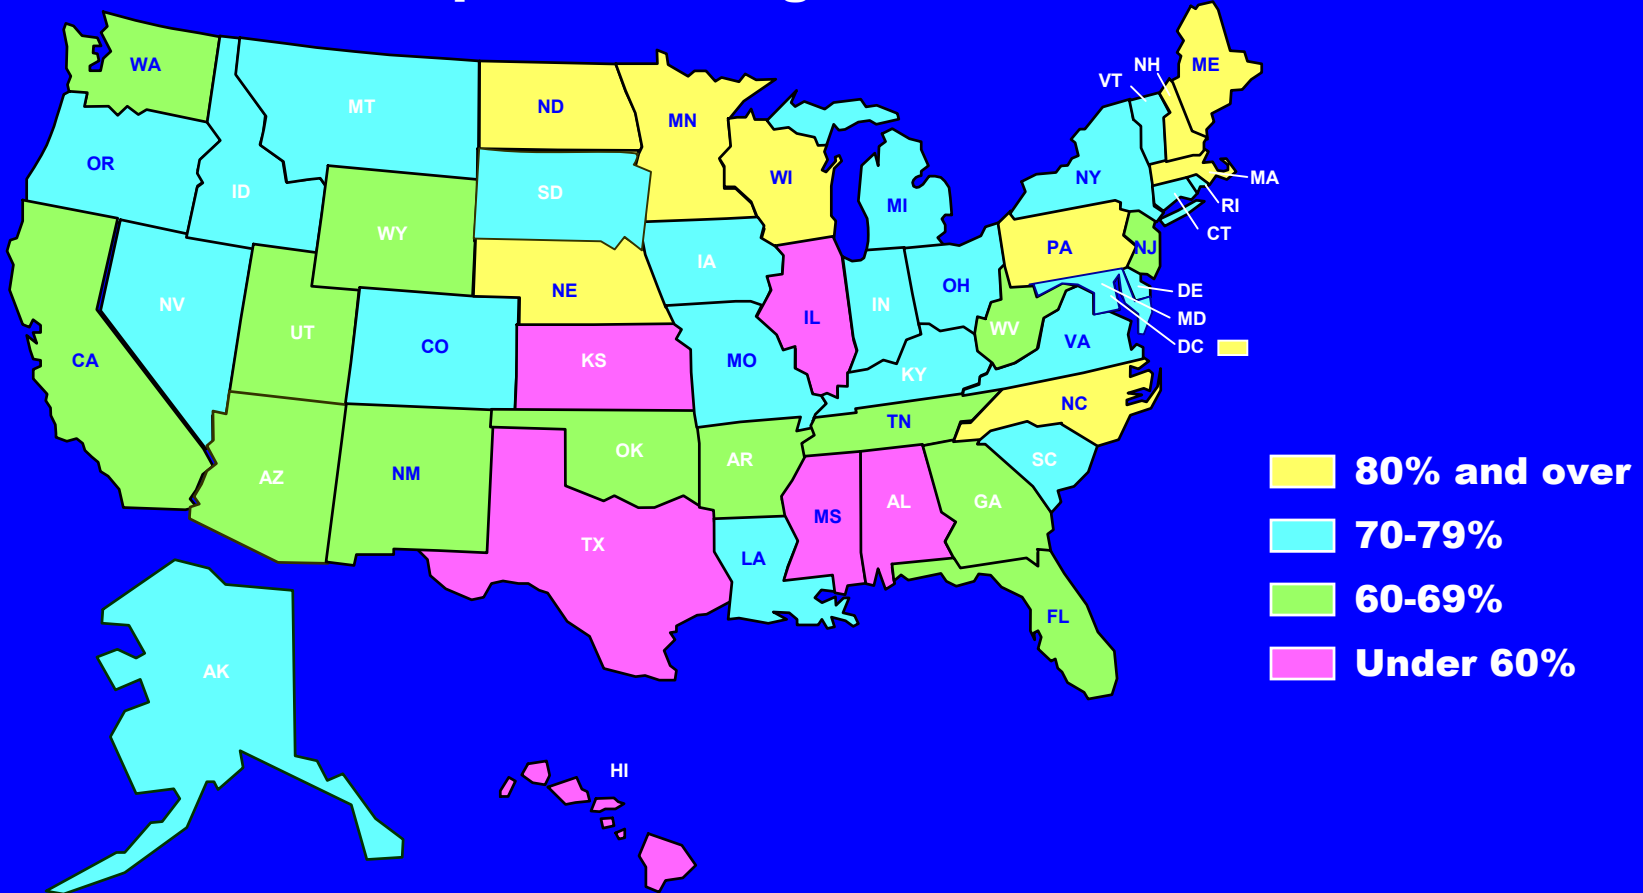 WA
MT
ND
MN
VT
NH
ME
OR
ID
SD
WI
MI
NY
MA
RI
CT
WY
IA
PA
NJ
NV
UT
CO
NE
IL
IN
OH
WV
VA
DE
MD
DC
CA
KS
MO
KY
NC
TN
SC
AZ
NM
OK
AR
MS
AL
GA
TX
LA
FL
AK
HI
80% and over
70-79%
60-69%
Under 60%